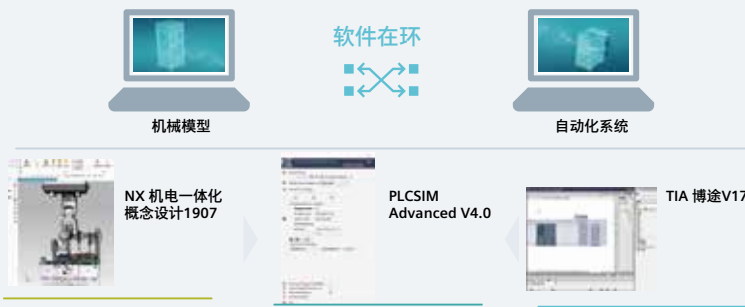 软件在环
机械模型
自动化系统
NX 机电一体化
概念设计1907
PLCSIM
Advanced V4.0
TIA 博途V17